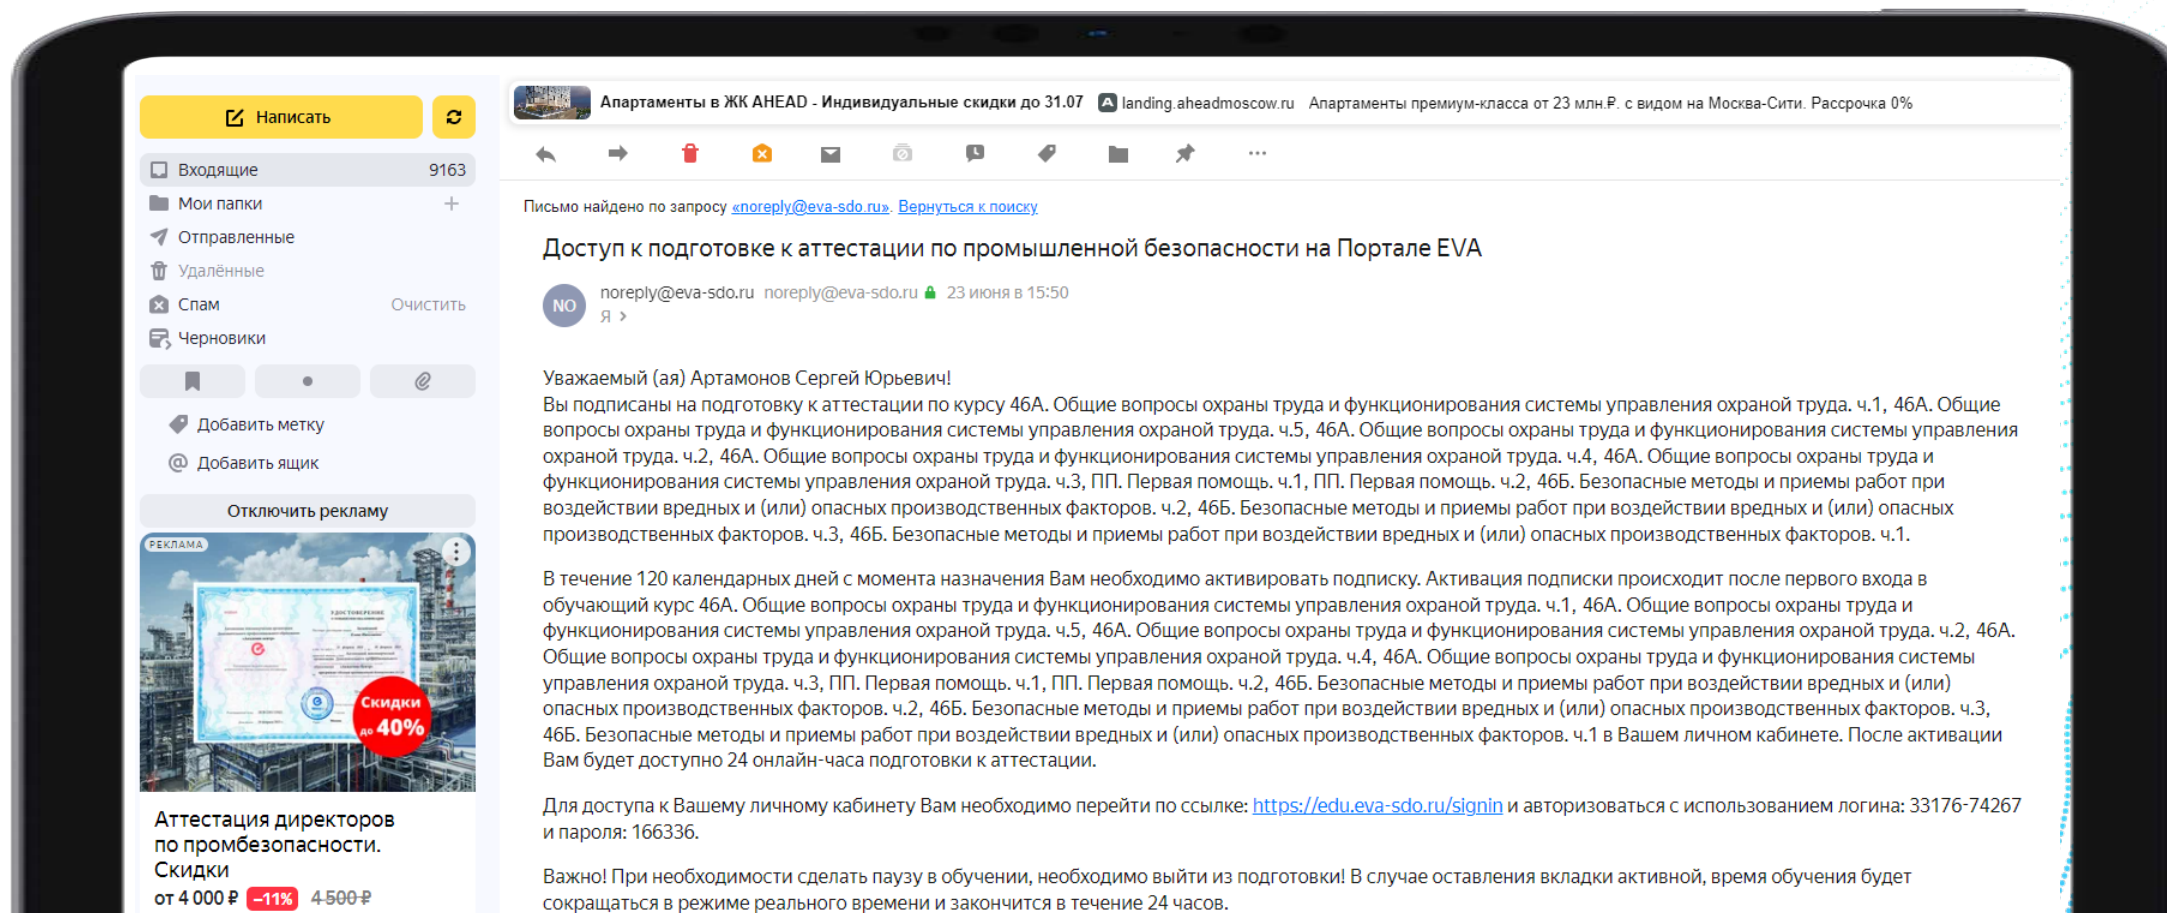 Написать
Входящие 9163
Мои папки +
Отправленные
Удалённые
Спам Очистить
Черновики
Добавить метку
Добавить ящик
Отключить рекламу
РЕКЛАМА
УДОСТОВЕРЕНИЕ
Скидки
до 40%
Аттестация директоров
по промбезопасности.
Скидки
от 4 000 ₽ –11% 4 500 ₽
Апартаменты в ЖК AHEAD - Индивидуальные скидки до 31.07 landing.aheadmoscow.ru Апартаменты премиум-класса от 23 млн.₽. с видом на Москва-Сити. Рассрочка 0%
Письмо найдено по запросу «noreply@eva-sdo.ru». Вернуться к поиску
Доступ к подготовке к аттестации по промышленной безопасности на Портале EVA
NO
noreply@eva-sdo.ru noreply@eva-sdo.ru 23 июня в 15:50
Я >
Уважаемый (ая) Артамонов Сергей Юрьевич!
Вы подписаны на подготовку к аттестации по курсу 46А. Общие вопросы охраны труда и функционирования системы управления охраной труда. ч.1, 46А. Общие
вопросы охраны труда и функционирования системы управления охраной труда. ч.5, 46А. Общие вопросы охраны труда и функционирования системы управления
охраной труда. ч.2, 46А. Общие вопросы охраны труда и функционирования системы управления охраной труда. ч.4, 46А. Общие вопросы охраны труда и
функционирования системы управления охраной труда. ч.3, ПП. Первая помощь. ч.1, ПП. Первая помощь. ч.2, 46Б. Безопасные методы и приемы работ при
воздействии вредных и (или) опасных производственных факторов. ч.2, 46Б. Безопасные методы и приемы работ при воздействии вредных и (или) опасных
производственных факторов. ч.3, 46Б. Безопасные методы и приемы работ при воздействии вредных и (или) опасных производственных факторов. ч.1.
В течение 120 календарных дней с момента назначения Вам необходимо активировать подписку. Активация подписки происходит после первого входа в
обучающий курс 46А. Общие вопросы охраны труда и функционирования системы управления охраной труда. ч.1, 46А. Общие вопросы охраны труда и
функционирования системы управления охраной труда. ч.5, 46А. Общие вопросы охраны труда и функционирования системы управления охраной труда. ч.2, 46А.
Общие вопросы охраны труда и функционирования системы управления охраной труда. ч.4, 46А. Общие вопросы охраны труда и функционирования системы
управления охраной труда. ч.3, ПП. Первая помощь. ч.1, ПП. Первая помощь. ч.2, 46Б. Безопасные методы и приемы работ при воздействии вредных и (или)
опасных производственных факторов. ч.2, 46Б. Безопасные методы и приемы работ при воздействии вредных и (или) опасных производственных факторов. ч.3,
46Б. Безопасные методы и приемы работ при воздействии вредных и (или) опасных производственных факторов. ч.1 в Вашем личном кабинете. После активации
Вам будет доступно 24 онлайн-часа подготовки к аттестации.
Для доступа к Вашему личному кабинету Вам необходимо перейти по ссылке: https://edu.eva-sdo.ru/signin и авторизоваться с использованием логина: 33176-74267
и пароля: 166336.
Важно! При необходимости сделать паузу в обучении, необходимо выйти из подготовки! В случае оставления вкладки активной, время обучения будет
сокращаться в режиме реального времени и закончится в течение 24 часов.